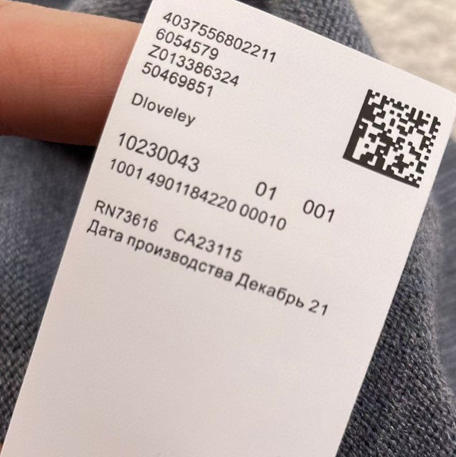 4037556802211
6054579
Z013386324
50469851
Dloveley
10230043 01 001
1001 4901184220 00010
RN73616 CA23115
Дата производства Декабрь 21